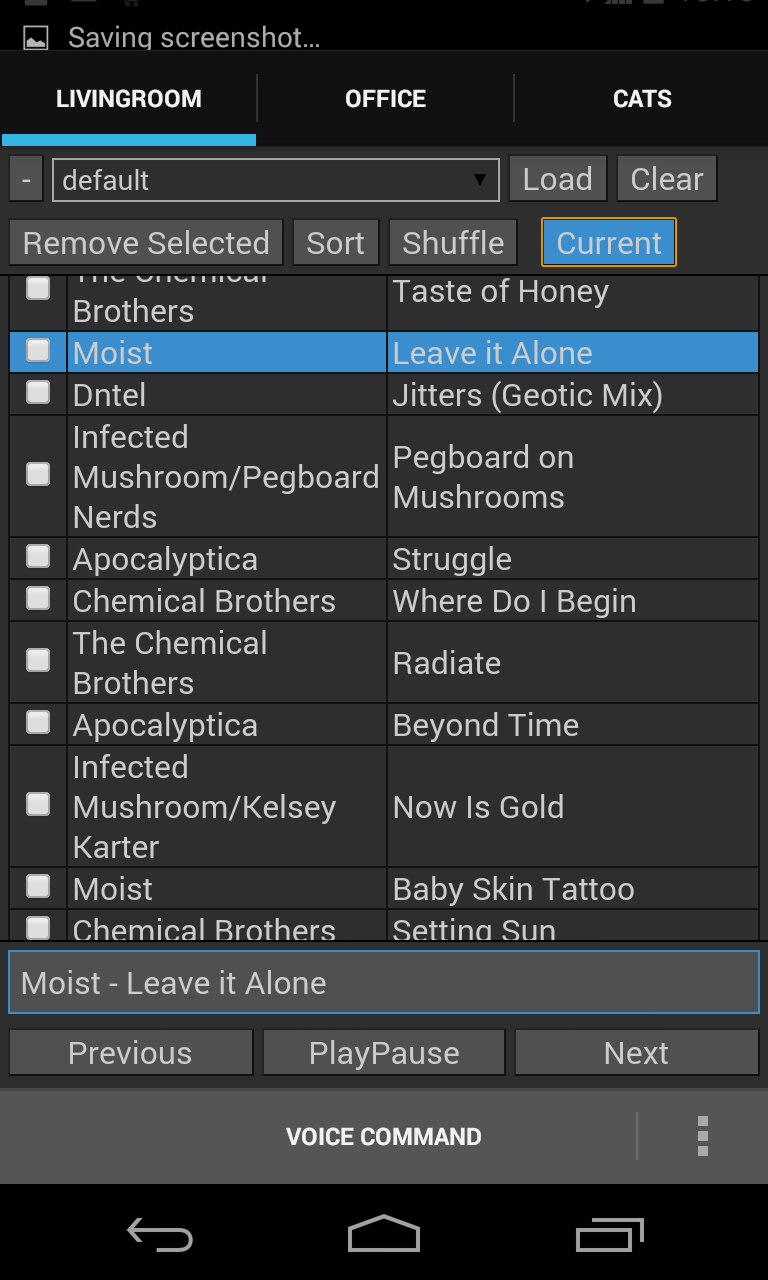 Saving screenshot...
LIVINGROOM OFFICE CATS
- default Load Clear
Remove Selected Sort Shuffle Current
The Chemical
Brothers Taste of Honey
Moist Leave it Alone
Dntel Jitters (Geotic Mix)
Infected
Mushroom/Pegboard
Nerds
Pegboard on
Mushrooms
Apocalyptica Struggle
Chemical Brothers Where Do I Begin
The Chemical
Brothers
Radiate
Apocalyptica Beyond Time
Infected
Mushroom/Kelsey
Karter
Now Is Gold
Moist Baby Skin Tattoo
Chemical Brothers Setting Sun
Moist - Leave it Alone
Previous PlayPause Next
VOICE COMMAND